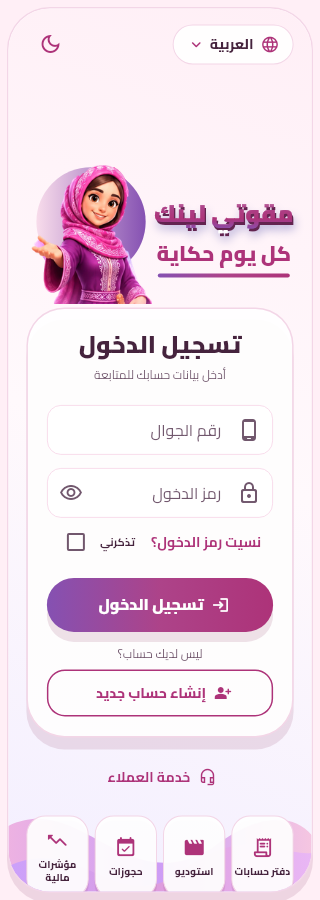 العربية
مقوتي لينك
كل يوم حكاية
تسجيل الدخول
أدخل بيانات حسابك للمتابعة
رقم الجوال
رمز الدخول
نسيت رمز الدخول؟
تذكرني
تسجيل الدخول
ليس لديك حساب؟
إنشاء حساب جديد
خدمة العملاء
دفتر حسابات
استوديو
حجوزات
مؤشرات
مالية